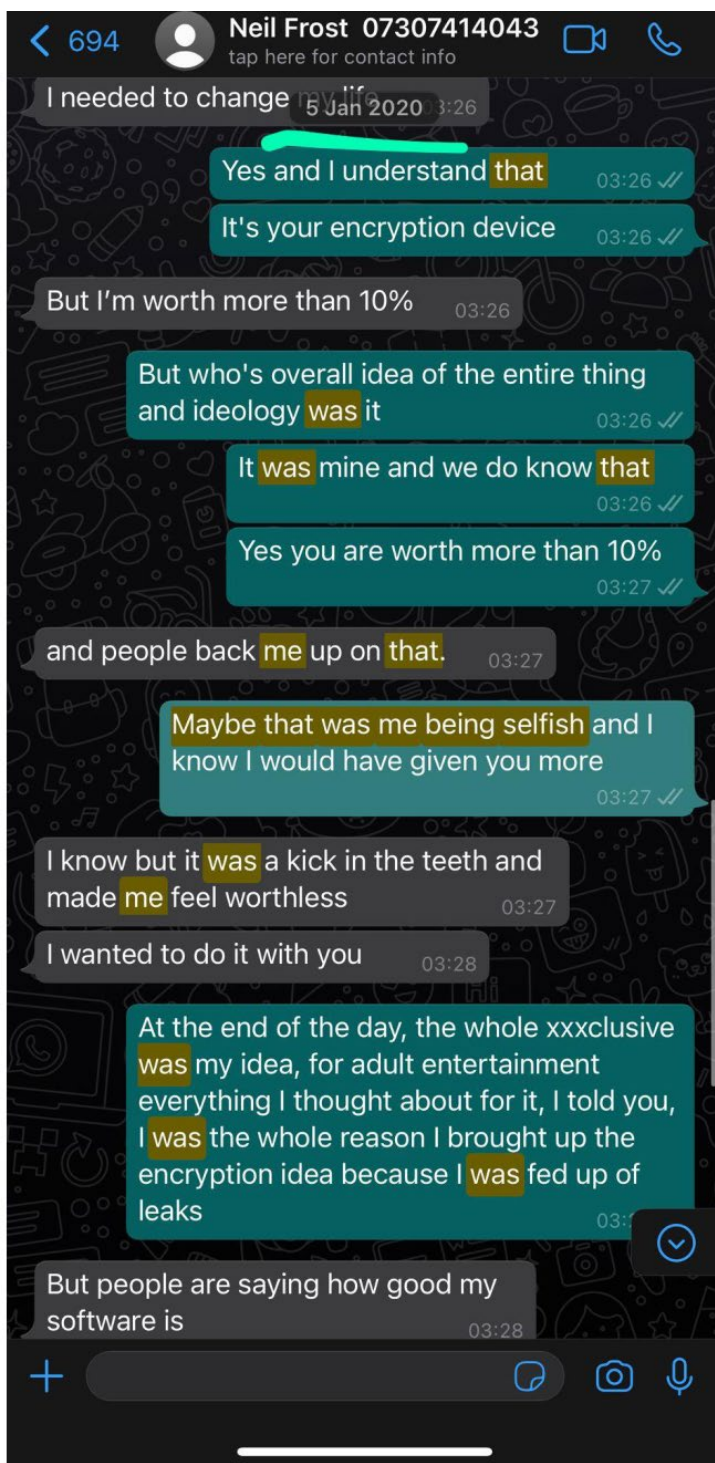 694
Neil Frost 07307414043
tap here for contact info
I needed to change my life 03:26
5 Jan 2020
Yes and I understand that 03:26
It's your encryption device 03:26
But I’m worth more than 10% 03:26
But who's overall idea of the entire thing
and ideology was it 03:26
It was mine and we do know that
03:26
Yes you are worth more than 10%
03:27
and people back me up on that. 03:27
Maybe that was me being selfish and I
know I would have given you more
03:27
I know but it was a kick in the teeth and
made me feel worthless 03:27
I wanted to do it with you 03:28
At the end of the day, the whole xxxclusive
was my idea, for adult entertainment
everything I thought about for it, I told you,
I was the whole reason I brought up the
encryption idea because I was fed up of
leaks
But people are saying how good my
software is 03:28